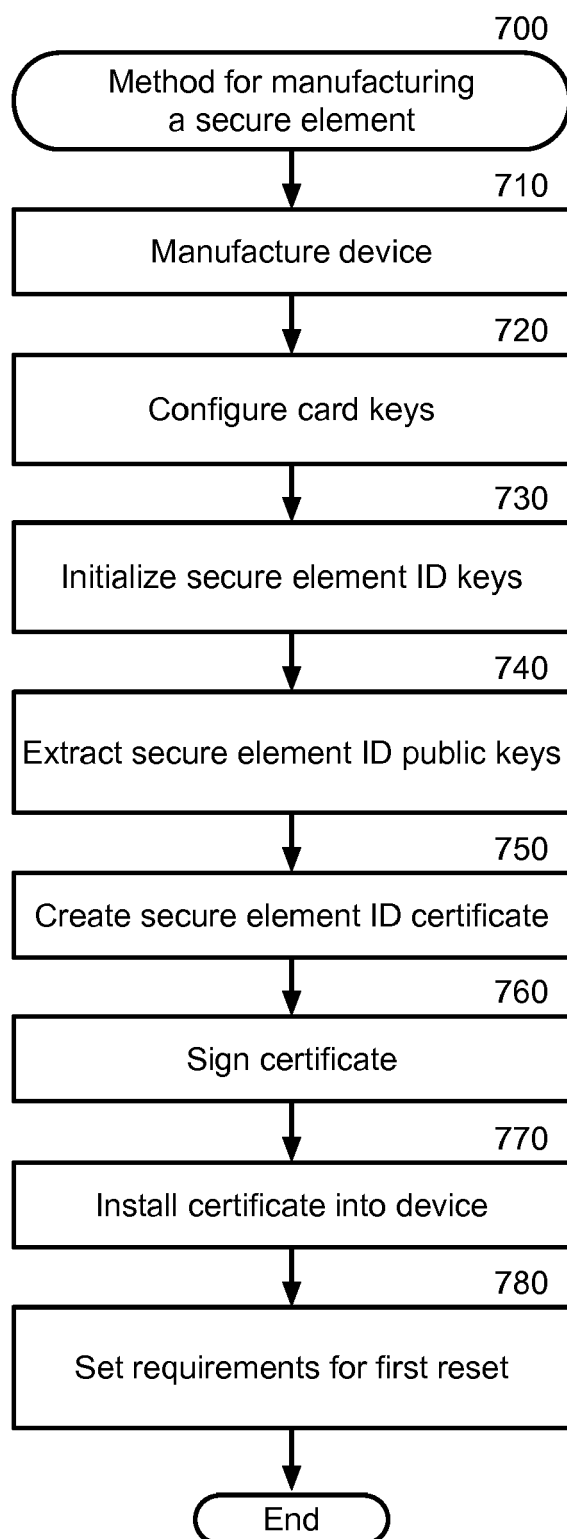 700
Method for manufacturing
a secure element
710
Manufacture device
720
Configure card keys
730
Initialize secure element ID keys
740
Extract secure element ID public keys
750
Create secure element ID certificate
760
Sign certificate
770
Install certificate into device
780
Set requirements for first reset
End